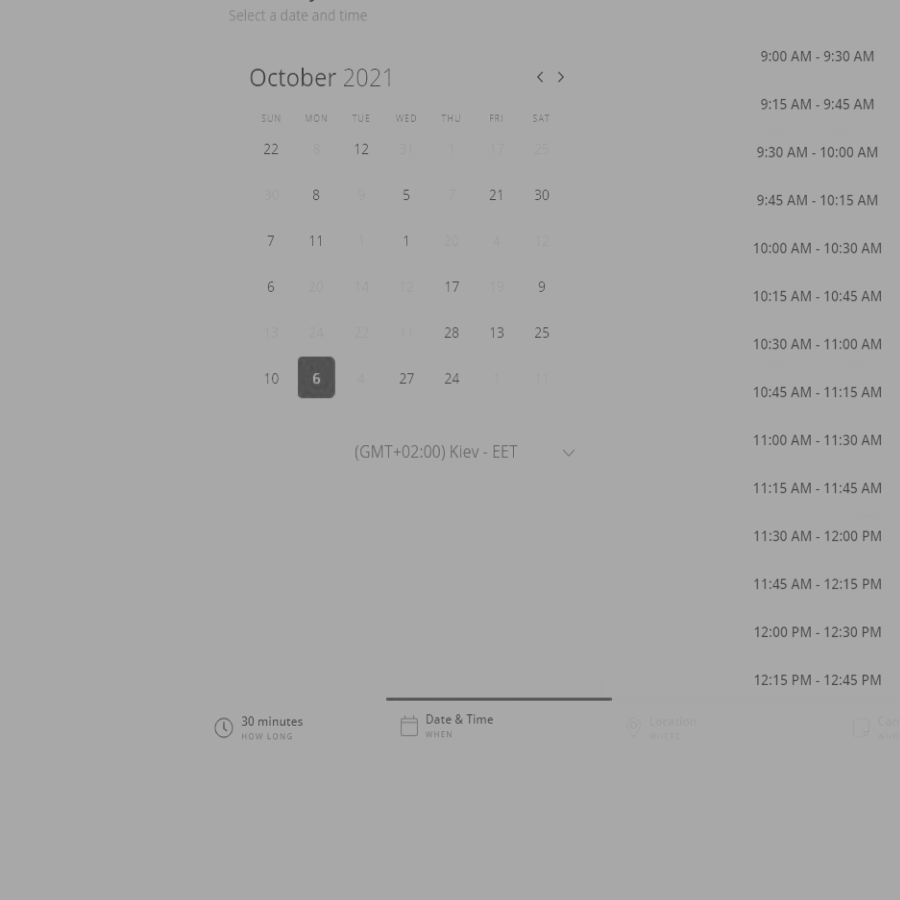 Select a date and time
October 2021
SUN MON TUE WED THU FRI SAT
22 8 12 31 1 17 25
30 8 9 5 7 21 30
7 11 1 1 20 4 12
6 20 14 12 17 19 9
13 24 22 11 28 13 25
10 6 4 27 24 1 11
(GMT+02:00) Kiev - EET
9:00 AM - 9:30 AM
9:15 AM - 9:45 AM
9:30 AM - 10:00 AM
9:45 AM - 10:15 AM
10:00 AM - 10:30 AM
10:15 AM - 10:45 AM
10:30 AM - 11:00 AM
10:45 AM - 11:15 AM
11:00 AM - 11:30 AM
11:15 AM - 11:45 AM
11:30 AM - 12:00 PM
11:45 AM - 12:15 PM
12:00 PM - 12:30 PM
12:15 PM - 12:45 PM
30 minutes
HOW LONG
Date & Time
WHEN
Location
WHERE